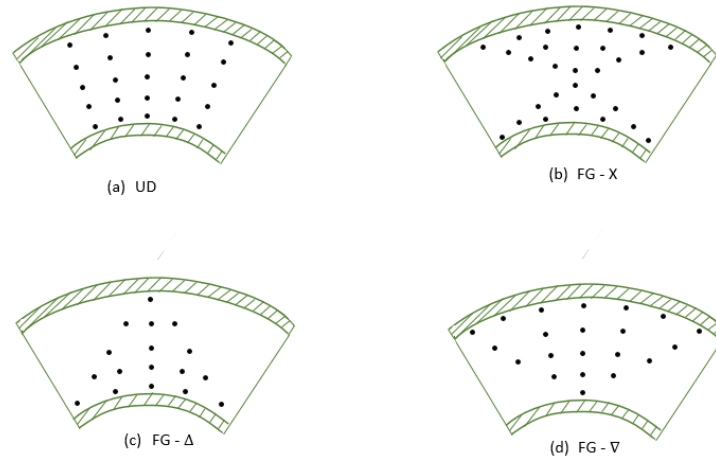 (a) UD
(b) FG - X
(c) FG - Δ
(d) FG - ∇